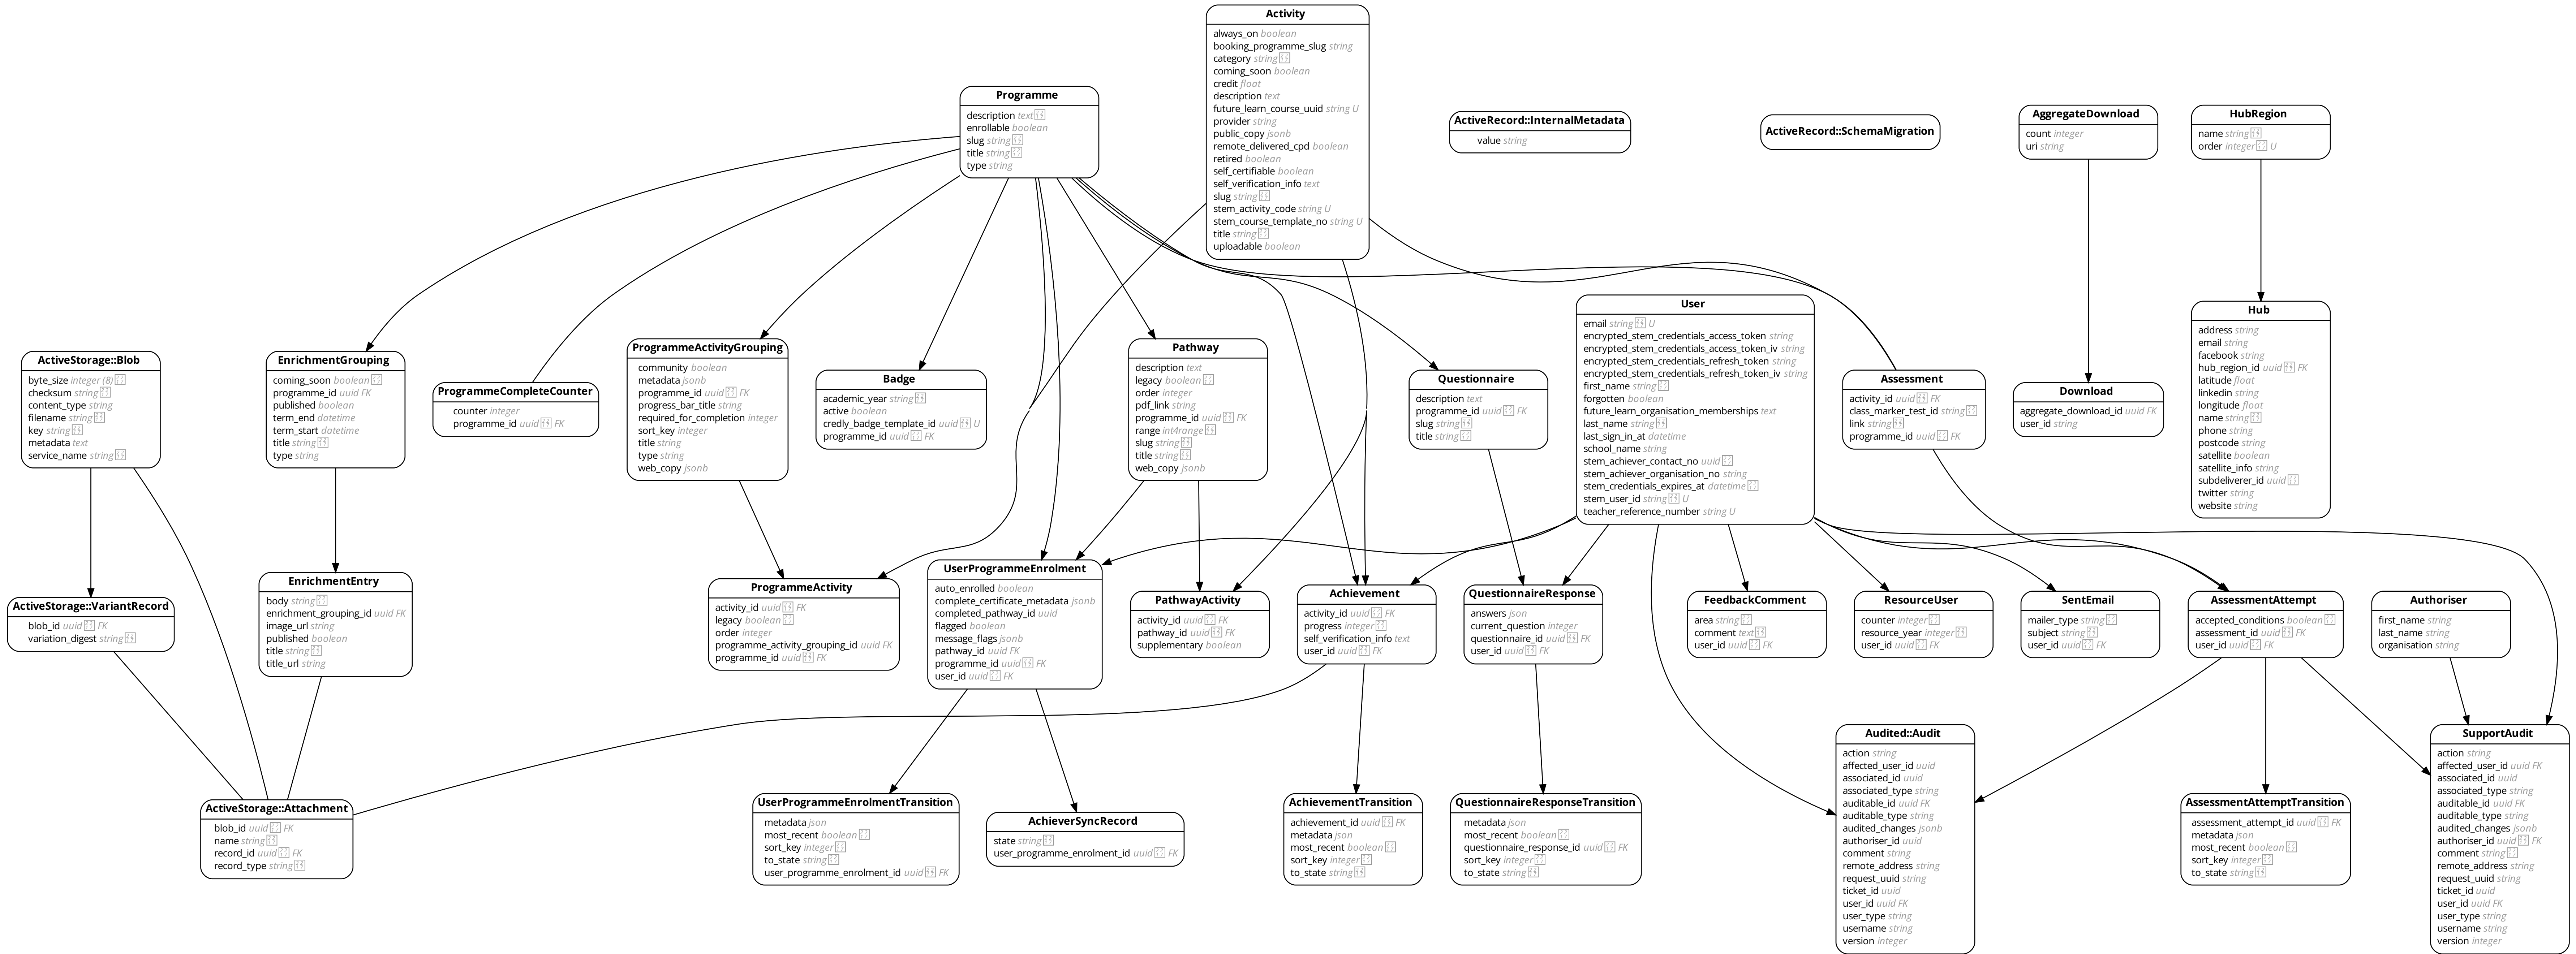 Activity
always_on boolean
booking_programme_slug string
category string
coming_soon boolean
credit float
description text
future_learn_course_uuid string U
provider string
public_copy jsonb
remote_delivered_cpd boolean
retired boolean
self_certifiable boolean
self_verification_info text
slug string
stem_activity_code string U
stem_course_template_no string U
title string
uploadable boolean
Programme
description text
enrollable boolean
slug string
title string
type string
ActiveRecord::InternalMetadata
value string
ActiveRecord::SchemaMigration
AggregateDownload
count integer
uri string
HubRegion
name string
order integer U
ActiveStorage::Blob
byte_size integer (8)
checksum string
content_type string
filename string
key string
metadata text
service_name string
EnrichmentGrouping
coming_soon boolean
programme_id uuid FK
published boolean
term_end datetime
term_start datetime
title string
type string
ProgrammeCompleteCounter
counter integer
programme_id uuid FK
ProgrammeActivityGrouping
community boolean
metadata jsonb
programme_id uuid FK
progress_bar_title string
required_for_completion integer
sort_key integer
title string
type string
web_copy jsonb
Badge
academic_year string
active boolean
credly_badge_template_id uuid U
programme_id uuid FK
Pathway
description text
legacy boolean
order integer
pdf_link string
programme_id uuid FK
range int4range
slug string
title string
web_copy jsonb
Questionnaire
description text
programme_id uuid FK
slug string
title string
User
email string U
encrypted_stem_credentials_access_token string
encrypted_stem_credentials_access_token_iv string
encrypted_stem_credentials_refresh_token string
encrypted_stem_credentials_refresh_token_iv string
first_name string
forgotten boolean
future_learn_organisation_memberships text
last_name string
last_sign_in_at datetime
school_name string
stem_achiever_contact_no uuid
stem_achiever_organisation_no string
stem_credentials_expires_at datetime
stem_user_id string U
teacher_reference_number string U
Assessment
activity_id uuid FK
class_marker_test_id string
link string
programme_id uuid FK
Download
aggregate_download_id uuid FK
user_id string
Hub
address string
email string
facebook string
hub_region_id uuid FK
latitude float
linkedin string
longitude float
name string
phone string
postcode string
satellite boolean
satellite_info string
subdeliverer_id uuid
twitter string
website string
ActiveStorage::VariantRecord
blob_id uuid FK
variation_digest string
EnrichmentEntry
body string
enrichment_grouping_id uuid FK
image_url string
published boolean
title string
title_url string
ProgrammeActivity
activity_id uuid FK
legacy boolean
order integer
programme_activity_grouping_id uuid FK
programme_id uuid FK
UserProgrammeEnrolment
auto_enrolled boolean
complete_certificate_metadata jsonb
completed_pathway_id uuid
flagged boolean
message_flags jsonb
pathway_id uuid FK
programme_id uuid FK
user_id uuid FK
PathwayActivity
activity_id uuid FK
pathway_id uuid FK
supplementary boolean
Achievement
activity_id uuid FK
progress integer
self_verification_info text
user_id uuid FK
QuestionnaireResponse
answers json
current_question integer
questionnaire_id uuid FK
user_id uuid FK
FeedbackComment
area string
comment text
user_id uuid FK
ResourceUser
counter integer
resource_year integer
user_id uuid FK
SentEmail
mailer_type string
subject string
user_id uuid FK
AssessmentAttempt
accepted_conditions boolean
assessment_id uuid FK
user_id uuid FK
Authoriser
first_name string
last_name string
organisation string
ActiveStorage::Attachment
blob_id uuid FK
name string
record_id uuid FK
record_type string
UserProgrammeEnrolmentTransition
metadata json
most_recent boolean
sort_key integer
to_state string
user_programme_enrolment_id uuid FK
AchieverSyncRecord
state string
user_programme_enrolment_id uuid FK
AchievementTransition
achievement_id uuid FK
metadata json
most_recent boolean
sort_key integer
to_state string
QuestionnaireResponseTransition
metadata json
most_recent boolean
questionnaire_response_id uuid FK
sort_key integer
to_state string
Audited::Audit
action string
affected_user_id uuid
associated_id uuid
associated_type string
auditable_id uuid FK
auditable_type string
audited_changes jsonb
authoriser_id uuid
comment string
remote_address string
request_uuid string
ticket_id uuid
user_id uuid FK
user_type string
username string
version integer
AssessmentAttemptTransition
assessment_attempt_id uuid FK
metadata json
most_recent boolean
sort_key integer
to_state string
SupportAudit
action string
affected_user_id uuid FK
associated_id uuid
associated_type string
auditable_id uuid FK
auditable_type string
audited_changes jsonb
authoriser_id uuid FK
comment string
remote_address string
request_uuid string
ticket_id uuid
user_id uuid FK
user_type string
username string
version integer